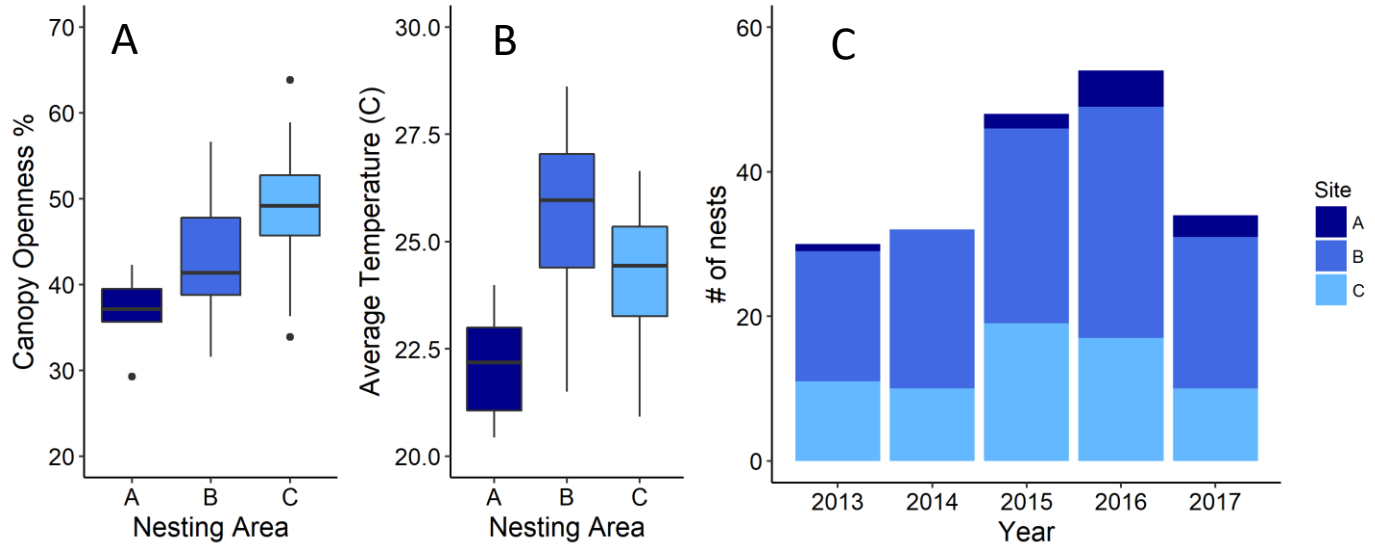 A
Canopy Openness %
70
60
50
40
30
20
A B C
Nesting Area
B
Average Temperature (C)
30.0
27.5
25.0
22.5
20.0
A B C
Nesting Area
C
# of nests
60
40
20
0
2013 2014 2015 2016 2017
Year
Site
A
B
C